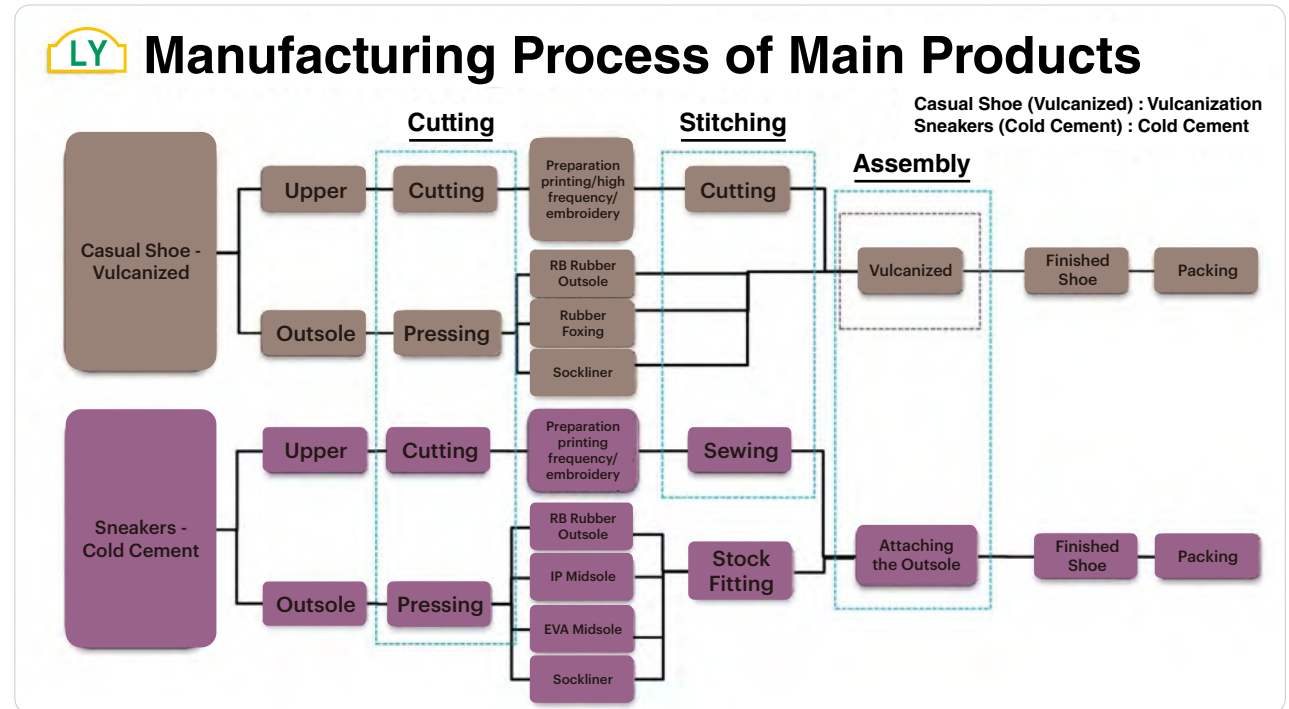 LY
Manufacturing Process of Main Products
Casual Shoe (Vulcanized) : Vulcanization
Sneakers (Cold Cement) : Cold Cement
Cutting
Stitching
Assembly
Casual Shoe -
Vulcanized
Upper
Cutting
Preparation
printing/high
frequency/
embroidery
Cutting
Outsole
Pressing
RB Rubber
Outsole
Rubber
Foxing
Sockliner
Vulcanized
Finished
Shoe
Packing
Sneakers -
Cold Cement
Upper
Cutting
Preparation
printing
frequency/
embroidery
Sewing
Outsole
Pressing
RB Rubber
Outsole
IP Midsole
EVA Midsole
Sockliner
Stock
Fitting
Attaching
the Outsole
Finished
Shoe
Packing